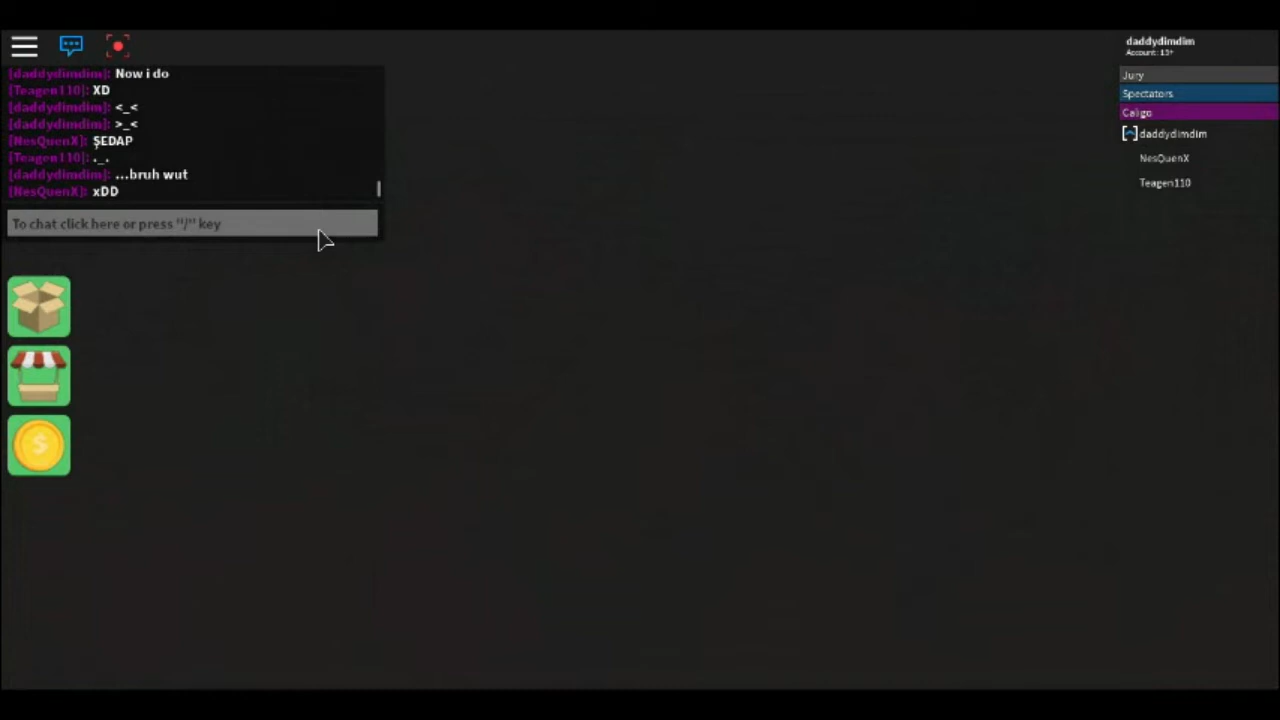 daddydimdim
Account: 13+
[daddydimdim]: Now i do
[Teagen110]: XD
[daddydimdim]: <_<
[daddydimdim]: >_<
[NesQuenX]: ŞEDAP
[Teagen110]: ._.
[daddydimdim]: ...bruh wut
[NesQuenX]: xDD
To chat click here or press "/" key
Jury
Spectators
Caligo
daddydimdim
NesQuenX
Teagen110